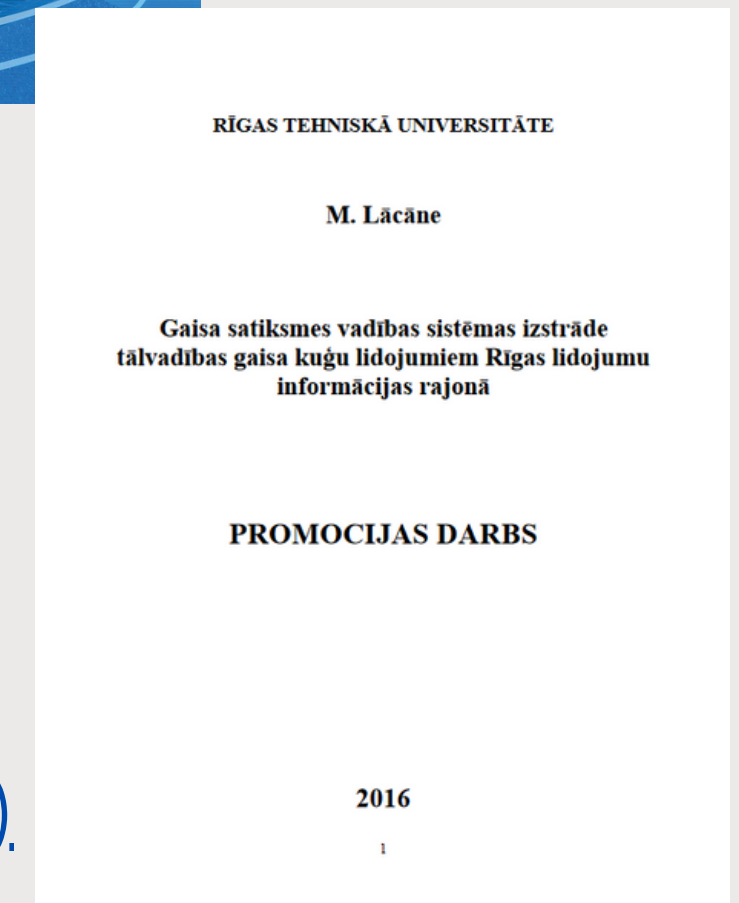 RĪGAS TEHNISKĀ UNIVERSITĀTE
M. Lācāne
Gaisa satiksmes vadības sistēmas izstrāde
tālvadības gaisa kuģu lidojumiem Rīgas lidojumu
informācijas rajonā
PROMOCIJAS DARBS
2016
1
).